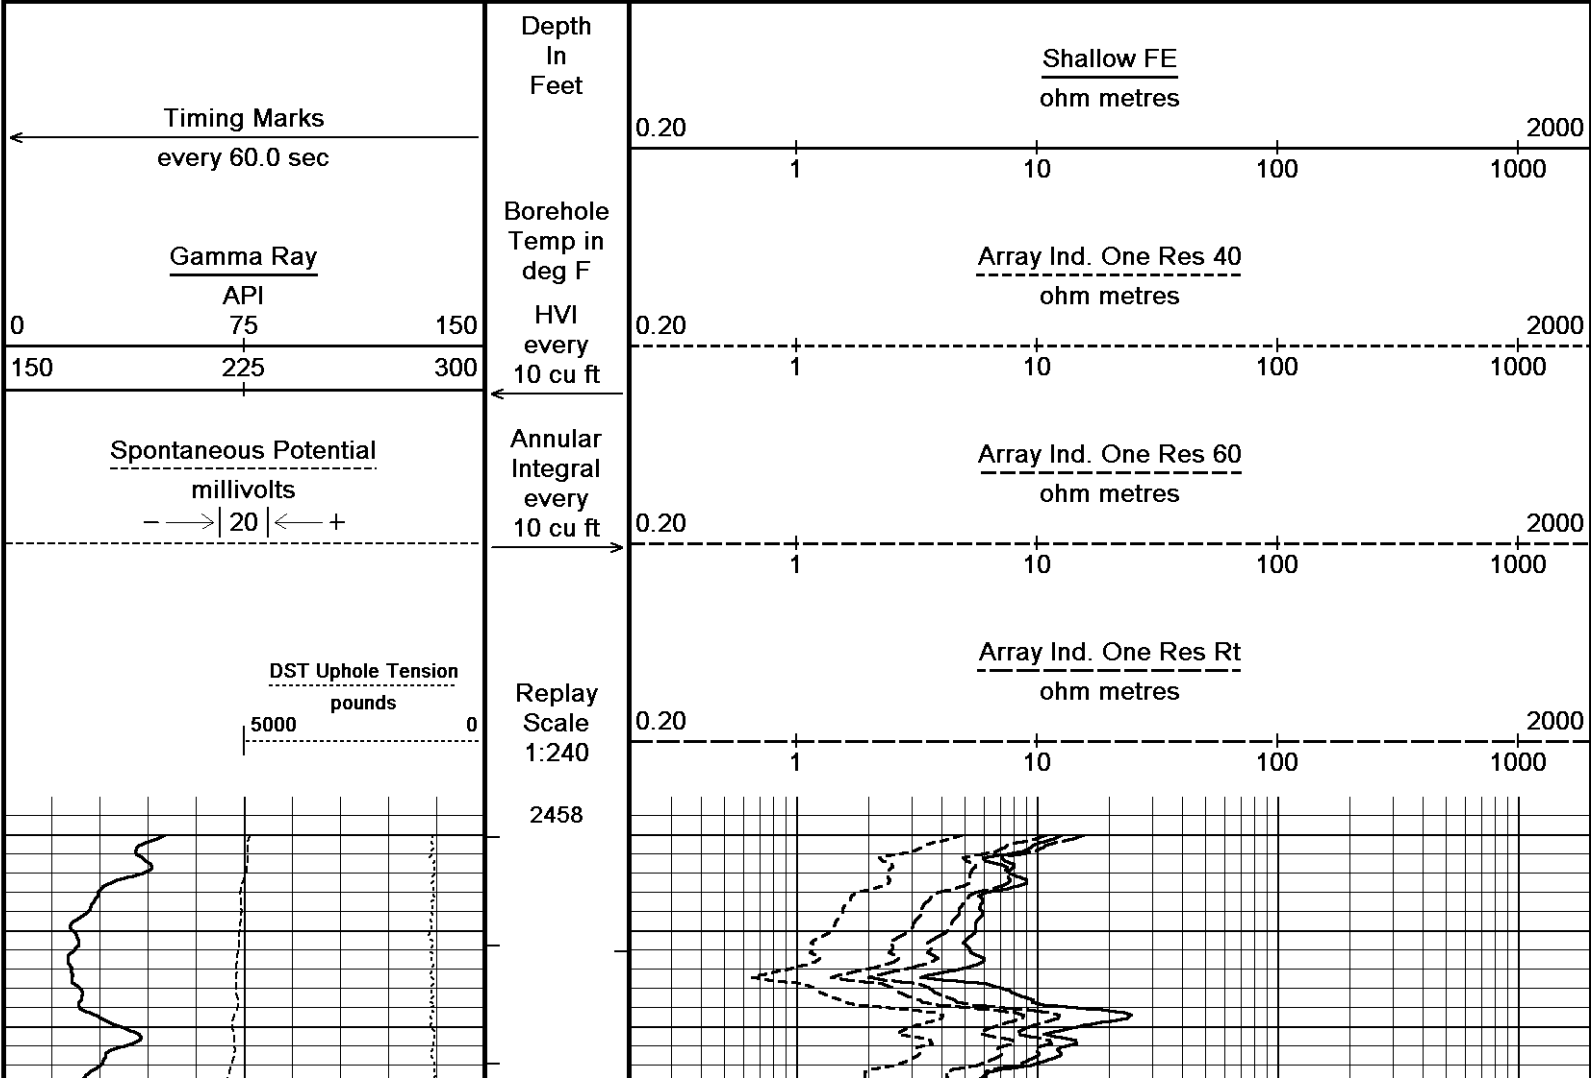 Timing Marks
every 60.0 sec
Gamma Ray
API
0 75 150
150 225 300
Spontaneous Potential
millivolts
− 20 +
DST Uphole Tension
pounds
5000 0
Depth
In
Feet
Borehole
Temp in
deg F
HVI
every
10 cu ft
Annular
Integral
every
10 cu ft
Replay
Scale
1:240
2458
Shallow FE
ohm metres
0.20 2000
1 10 100 1000
Array Ind. One Res 40
ohm metres
0.20 2000
1 10 100 1000
Array Ind. One Res 60
ohm metres
0.20 2000
1 10 100 1000
Array Ind. One Res Rt
ohm metres
0.20 2000
1 10 100 1000